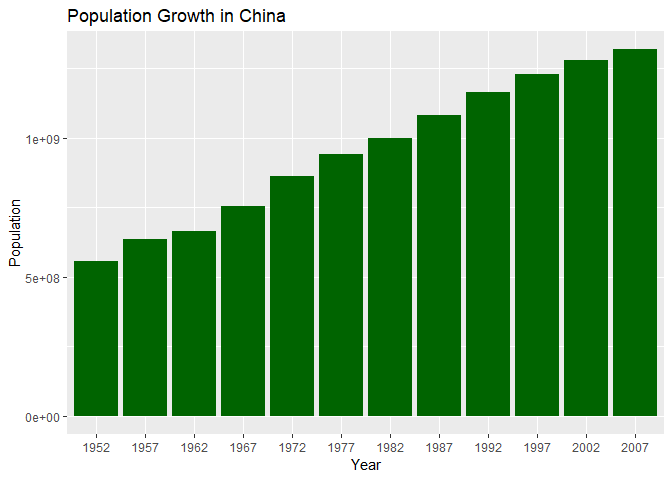 Population Growth in China
Population
1e+09
5e+08
0e+00
1952 1957 1962 1967 1972 1977 1982 1987 1992 1997 2002 2007
Year